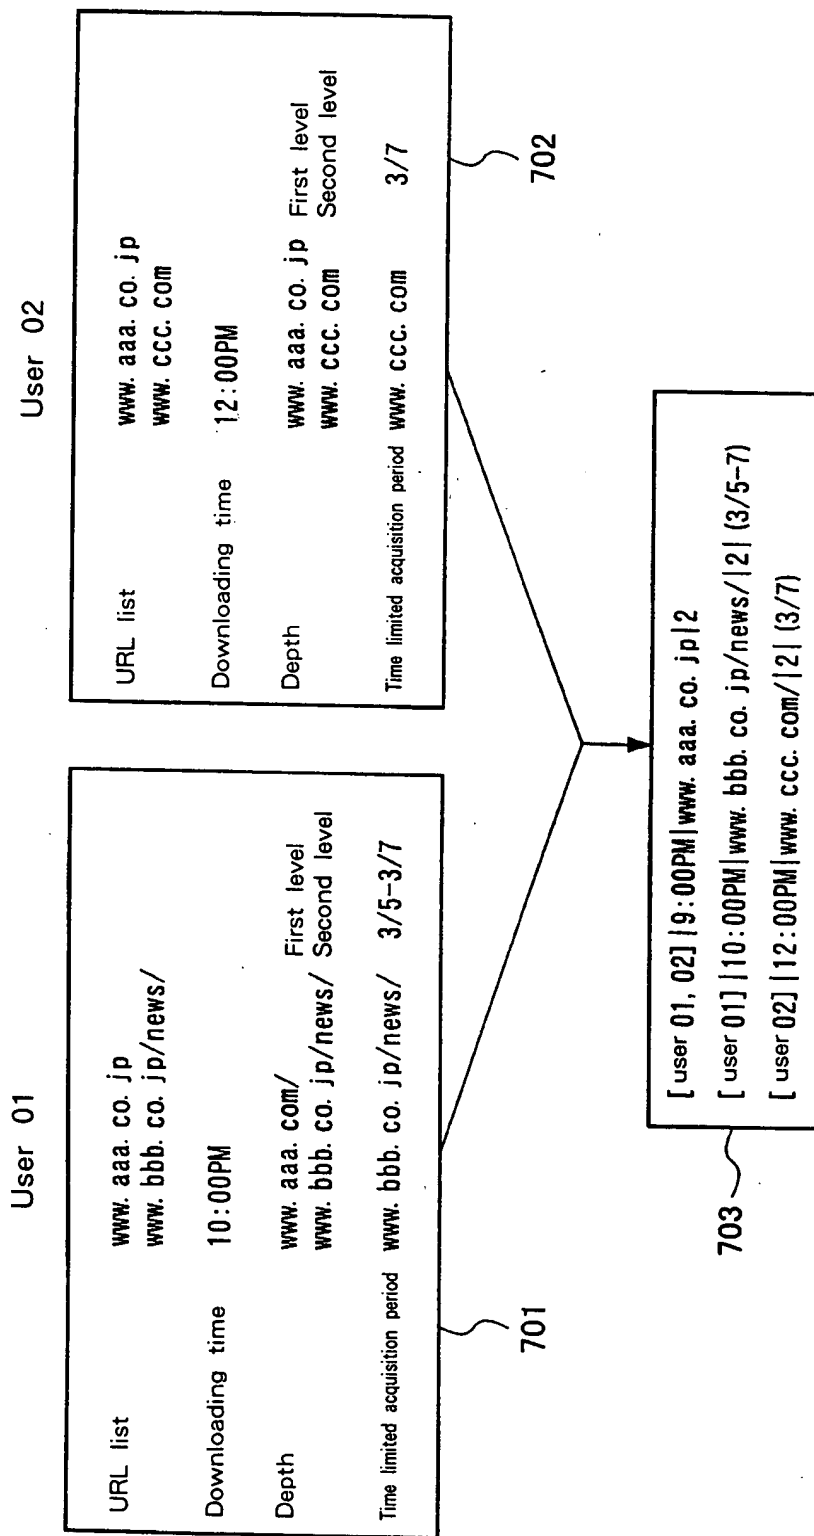 User 01
URL list www. aaa. co. jp
www. bbb. co. jp/news/
Downloading time 10:00PM
Depth www. aaa. com/ First level
www. bbb. co. jp/news/ Second level
Time limited acquisition period www. bbb. co. jp/news/ 3/5-3/7
701
User 02
URL list www. aaa. co. jp
www. ccc. com
Downloading time 12:00PM
Depth www. aaa. co. jp First level
www. ccc. com Second level
Time limited acquisition period www. ccc. com 3/7
702
[user 01, 02]|9:00PM|www. aaa. co. jp|2
[user 01]|10:00PM|www. bbb. co. jp/news/|2|(3/5-7)
[user 02]|12:00PM|www. ccc. com/|2|(3/7)
703